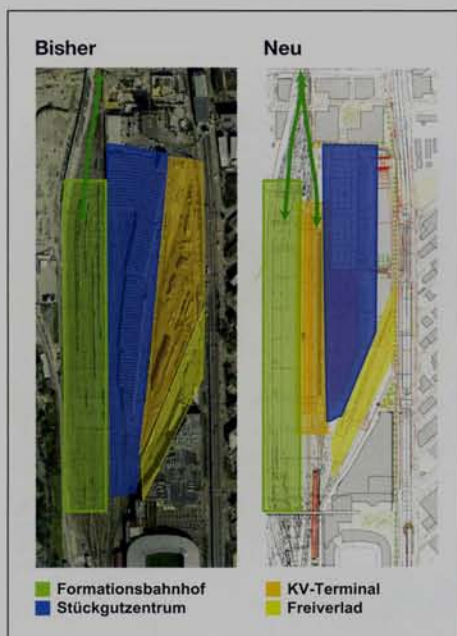 Bisher
Neu
Formationsbahnhof
Stückgutzentrum
KV-Terminal
Freiverlad